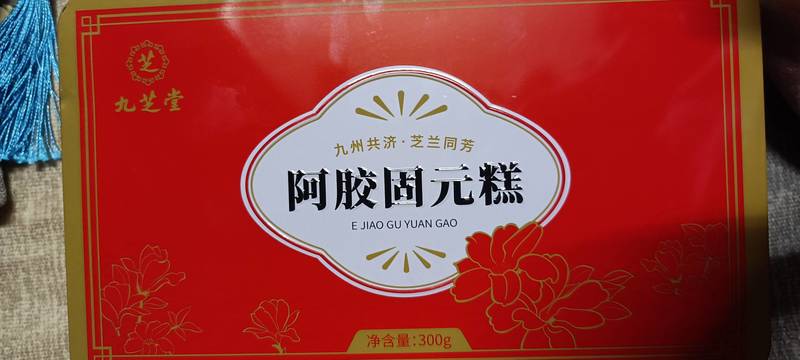 芝
九芝堂
九州共济·芝兰同芳
阿胶固元糕
E JIAO GU YUAN GAO
净含量:300g